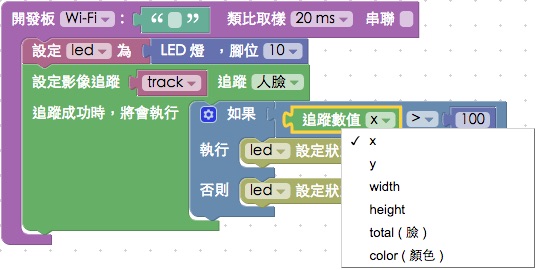 開發板 Wi-Fi ： “ ” 類比取樣 20 ms 串聯
設定 led 為 LED 燈 ，腳位 10
設定影像追蹤 track 追蹤 人臉
追蹤成功時，將會執行 如果 追蹤數值 x > 100
執行 led 設定狀
否則 led 設定狀
✓ x
y
width
height
total ( 臉 )
color ( 顏色 )